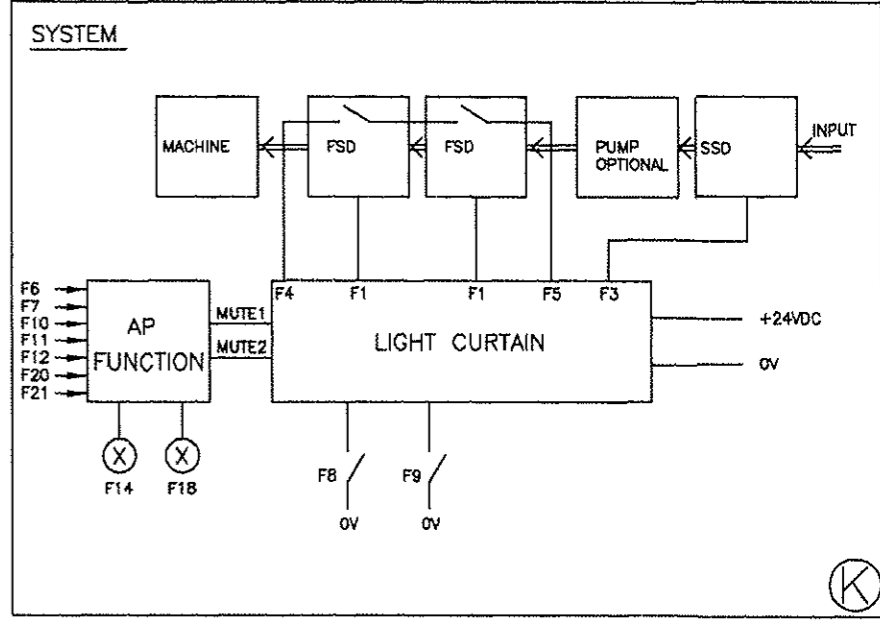 SYSTEM
MACHINE
FSD
FSD
PUMP
OPTIONAL
SSD
INPUT
F6
F7
F10
F11
F12
F20
F21
AP
FUNCTION
MUTE1
MUTE2
F4
F1
F1
F5
F3
LIGHT CURTAIN
+24VDC
0V
X
X
F14
F18
F8
F9
0V
0V
K